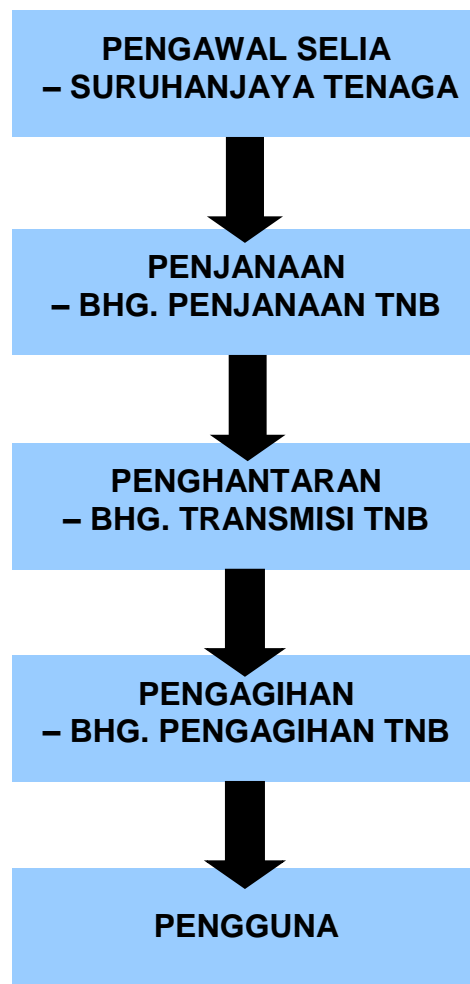 PENGAWAL SELIA
– SURUHANJAYA TENAGA
PENJANAAN
– BHG. PENJANAAN TNB
PENGHANTARAN
– BHG. TRANSMISI TNB
PENGAGIHAN
– BHG. PENGAGIHAN TNB
PENGGUNA